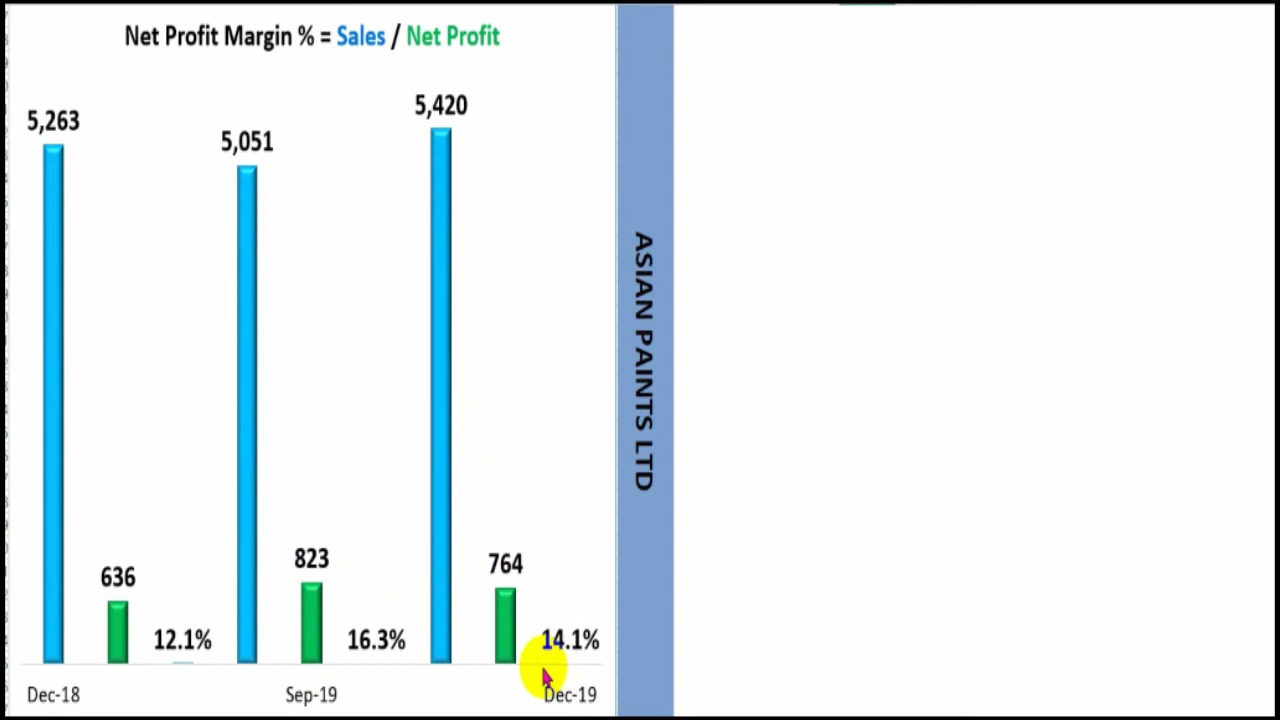 Net Profit Margin % = Sales / Net Profit
5,263
5,051
5,420
636
823
764
12.1%
16.3%
14.1%
Dec-18
Sep-19
Dec-19
ASIAN PAINTS LTD